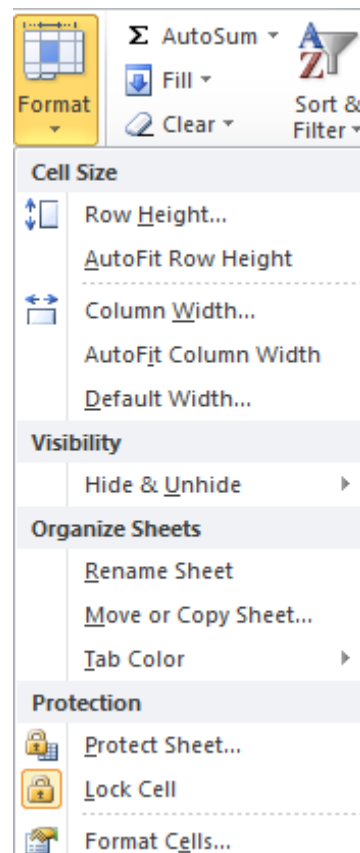 Format
Σ AutoSum
Fill
Clear
Sort &
Filter
Cell Size
Row Height...
AutoFit Row Height
Column Width...
AutoFit Column Width
Default Width...
Visibility
Hide & Unhide
Organize Sheets
Rename Sheet
Move or Copy Sheet...
Tab Color
Protection
Protect Sheet...
Lock Cell
Format Cells...